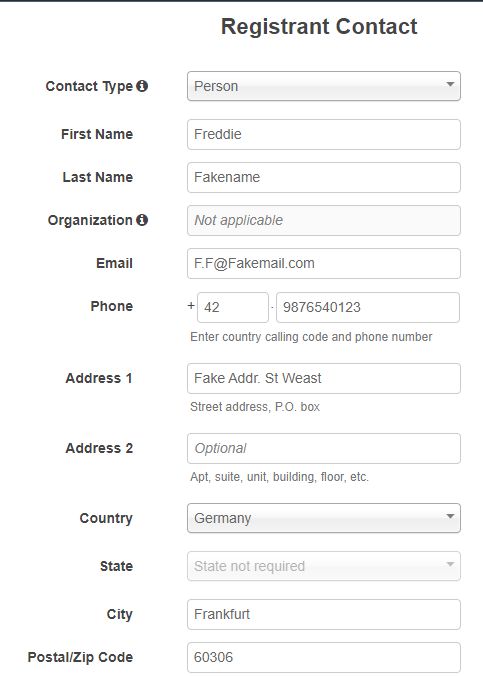 Registrant Contact
Contact Type Person
First Name Freddie
Last Name Fakename
Organization Not applicable
Email F.F@Fakemail.com
Phone + 42 . 9876540123
Enter country calling code and phone number
Address 1 Fake Addr. St Weast
Street address, P.O. box
Address 2 Optional
Apt, suite, unit, building, floor, etc.
Country Germany
State State not required
City Frankfurt
Postal/Zip Code 60306